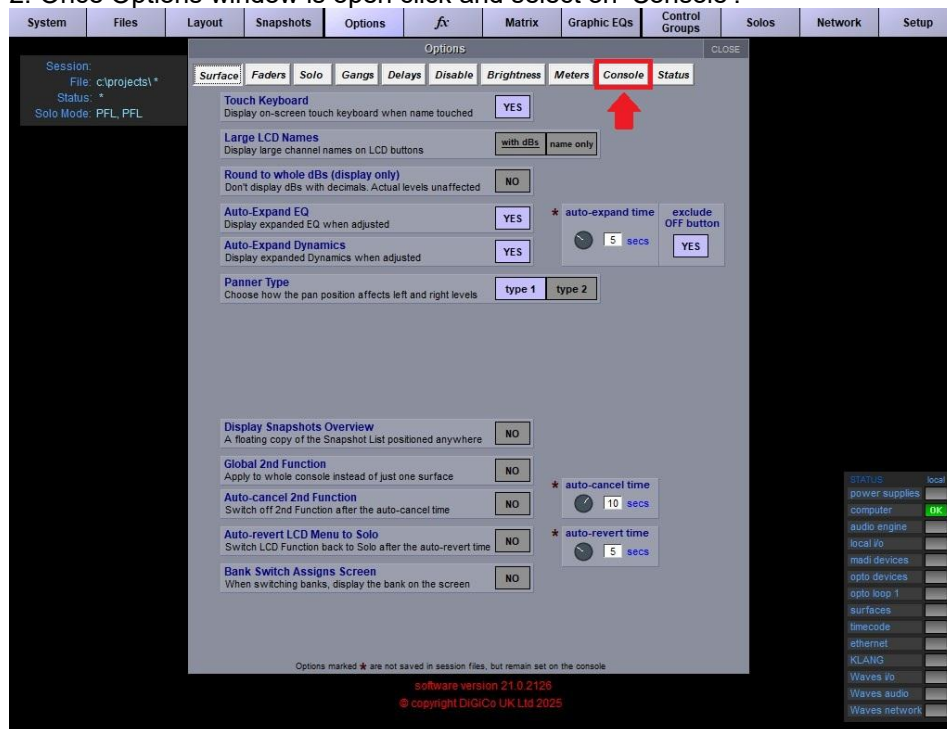 2. Once Options window is open click and select on 'Console'.
System Files Layout Snapshots Options fx Matrix Graphic EQs Control Groups Solos Network Setup
Options CLOSE
Session:
File: c:\projects\ *
Status: *
Solo Mode: PFL, PFL
Surface Faders Solo Gangs Delays Disable Brightness Meters Console Status
Touch Keyboard
Display on-screen touch keyboard when name touched YES
Large LCD Names
Display large channel names on LCD buttons with dBs name only
Round to whole dBs (display only)
Don't display dBs with decimals. Actual levels unaffected NO
Auto-Expand EQ
Display expanded EQ when adjusted YES
* auto-expand time 5 secs
exclude OFF button YES
Auto-Expand Dynamics
Display expanded Dynamics when adjusted YES
Panner Type
Choose how the pan position affects left and right levels type 1 type 2
Display Snapshots Overview
A floating copy of the Snapshot List positioned anywhere NO
Global 2nd Function
Apply to whole console instead of just one surface NO
Auto-cancel 2nd Function
Switch off 2nd Function after the auto-cancel time NO
* auto-cancel time 10 secs
Auto-revert LCD Menu to Solo
Switch LCD Function back to Solo after the auto-revert time NO
* auto-revert time 5 secs
Bank Switch Assigns Screen
When switching banks, display the bank on the screen NO
Options marked * are not saved in session files, but remain set on the console
software version 21.0.2126
© copyright DiGiCo UK Ltd 2025
STATUS local
power supplies
computer OK
audio engine
local i/o
madi devices
opto devices
opto loop 1
surfaces
timecode
ethernet
KLANG
Waves i/o
Waves audio
Waves network